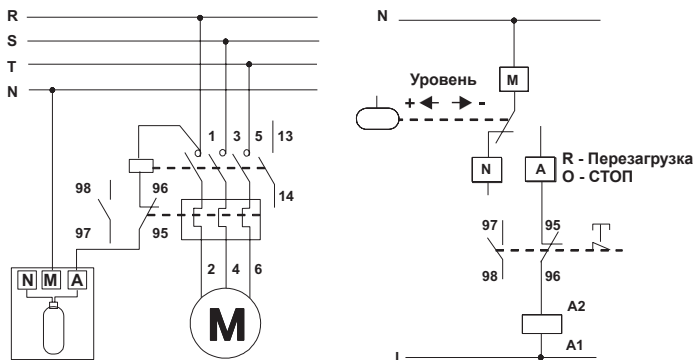 R
S
T
N
1 3 5 13
14
98 96
97 95
2 4 6
N M A
M
N
M
Уровень
+ -
N A
R - Перезагрузка
O - СТОП
97 95
98 96
A2
A1
L